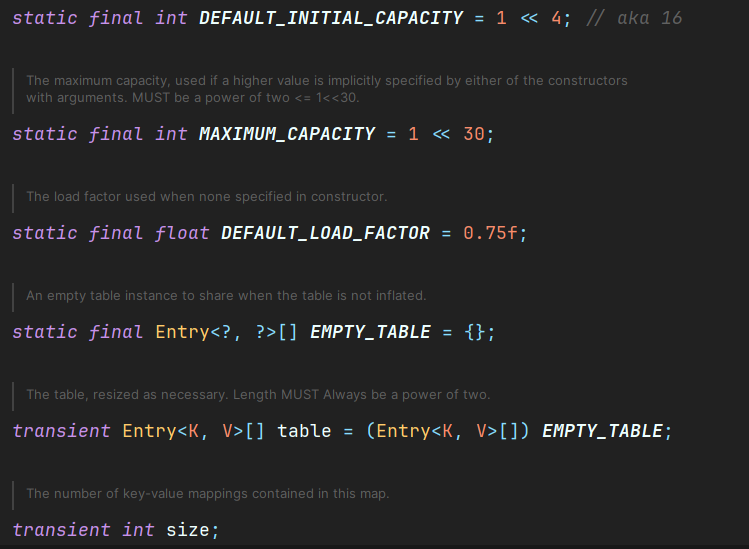 static final int DEFAULT_INITIAL_CAPACITY = 1 << 4; // aka 16
The maximum capacity, used if a higher value is implicitly specified by either of the constructors
with arguments. MUST be a power of two <= 1<<30.
static final int MAXIMUM_CAPACITY = 1 << 30;
The load factor used when none specified in constructor.
static final float DEFAULT_LOAD_FACTOR = 0.75f;
An empty table instance to share when the table is not inflated.
static final Entry<?, ?>[] EMPTY_TABLE = {};
The table, resized as necessary. Length MUST Always be a power of two.
transient Entry<K, V>[] table = (Entry<K, V>[]) EMPTY_TABLE;
The number of key-value mappings contained in this map.
transient int size;